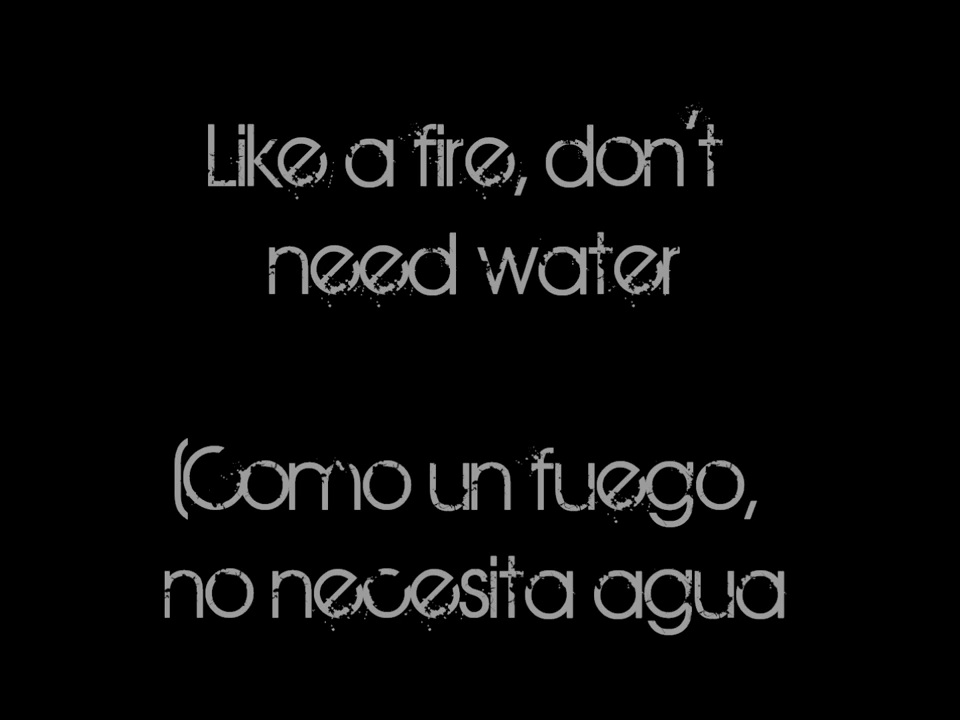 Like a fire, don't
need water
(Como un fuego,
no necesita agua